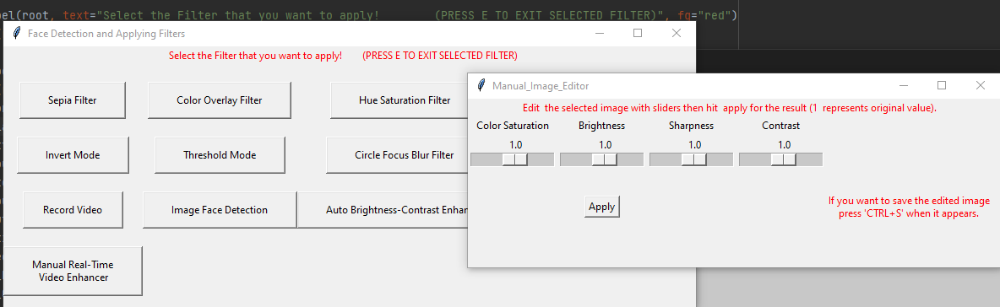 el(root, text="Select the Filter that you want to apply!        (PRESS E TO EXIT SELECTED FILTER)", fg="red")
Face Detection and Applying Filters
Select the Filter that you want to apply!        (PRESS E TO EXIT SELECTED FILTER)
Sepia Filter
Color Overlay Filter
Hue Saturation Filter
Invert Mode
Threshold Mode
Circle Focus Blur Filter
Record Video
Image Face Detection
Auto Brightness-Contrast Enhan
Manual Real-Time
Video Enhancer
Manual_Image_Editor
Edit  the selected image with sliders then hit  apply for the result (1  represents original value).
Color Saturation
Brightness
Sharpness
Contrast
1.0
1.0
1.0
1.0
Apply
If you want to save the edited image
press 'CTRL+S' when it appears.